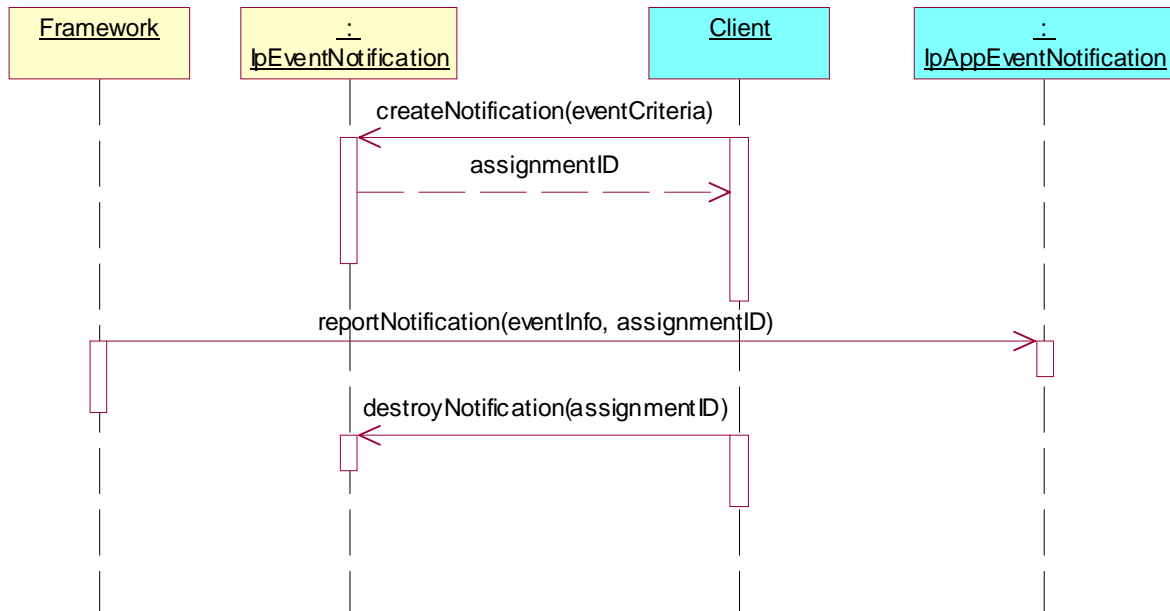 Framework
:
IpEventNotification
Client
:
IpAppEventNotification
createNotification(eventCriteria)
assignmentID
reportNotification(eventInfo, assignmentID)
destroyNotification(assignmentID)